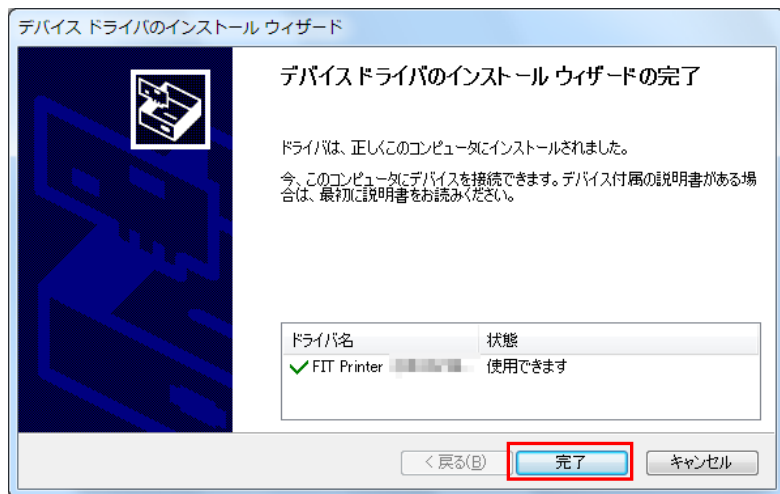 デバイス ドライバのインストール ウィザード
デバイス ドライバのインストール ウィザードの完了
ドライバは、正しくこのコンピュータにインストールされました。
今、このコンピュータにデバイスを接続できます。デバイス付属の説明書がある場
合は、最初に説明書をお読みください。
ドライバ名 状態
FIT Printer 使用できます
< 戻る(B) 完了 キャンセル